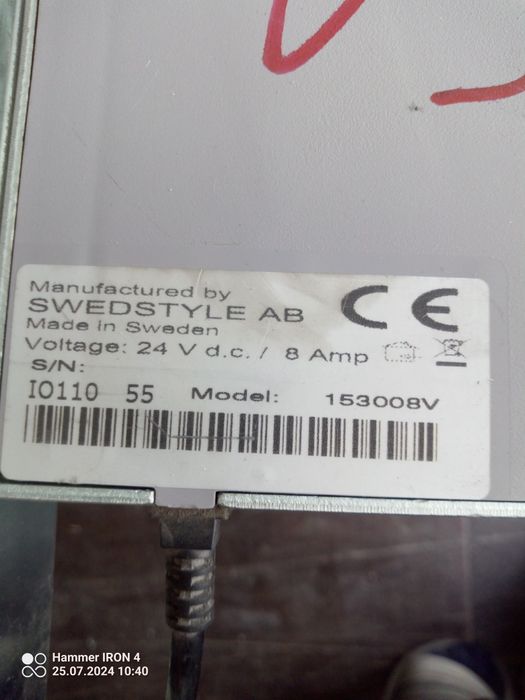 Manufactured by
SWEDSTYLE AB
CE
Made in Sweden
Voltage: 24 V d.c. / 8 Amp
S/N:
IO110 55 Model: 153008V
Hammer IRON 4
25.07.2024 10:40